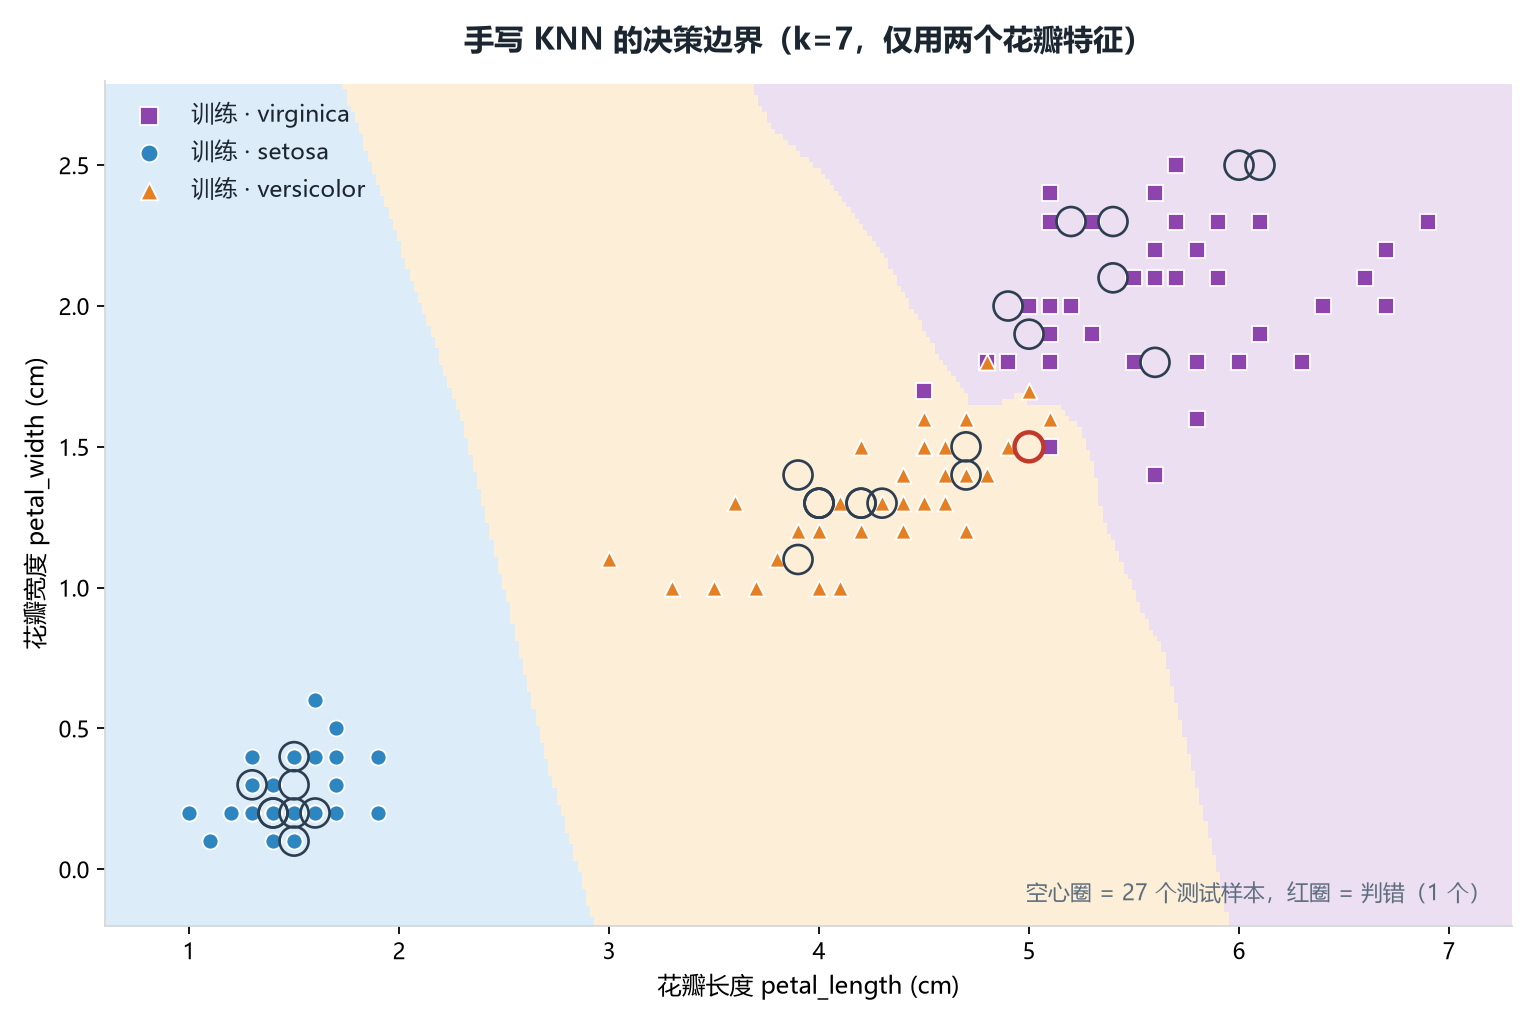 手写 KNN 的决策边界（k=7，仅用两个花瓣特征）
训练 · virginica
训练 · setosa
训练 · versicolor
花瓣宽度 petal_width (cm)
2.5
2.0
1.5
1.0
0.5
0.0
空心圈 = 27 个测试样本，红圈 = 判错（1 个）
1 2 3 4 5 6 7
花瓣长度 petal_length (cm)